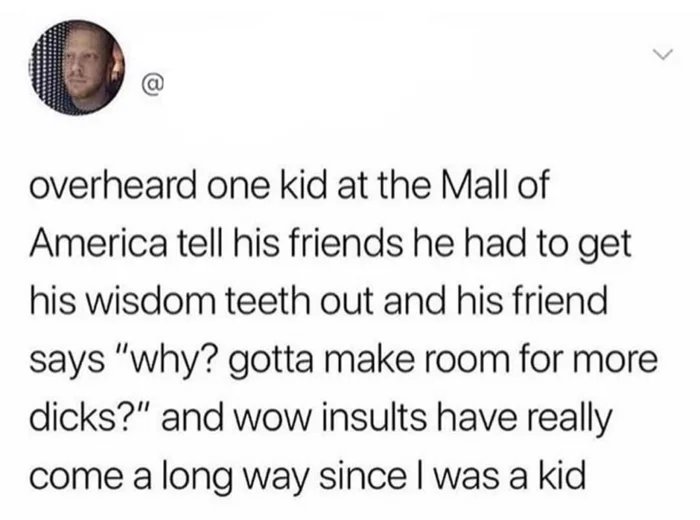 @
overheard one kid at the Mall of
America tell his friends he had to get
his wisdom teeth out and his friend
says "why? gotta make room for more
dicks?" and wow insults have really
come a long way since I was a kid